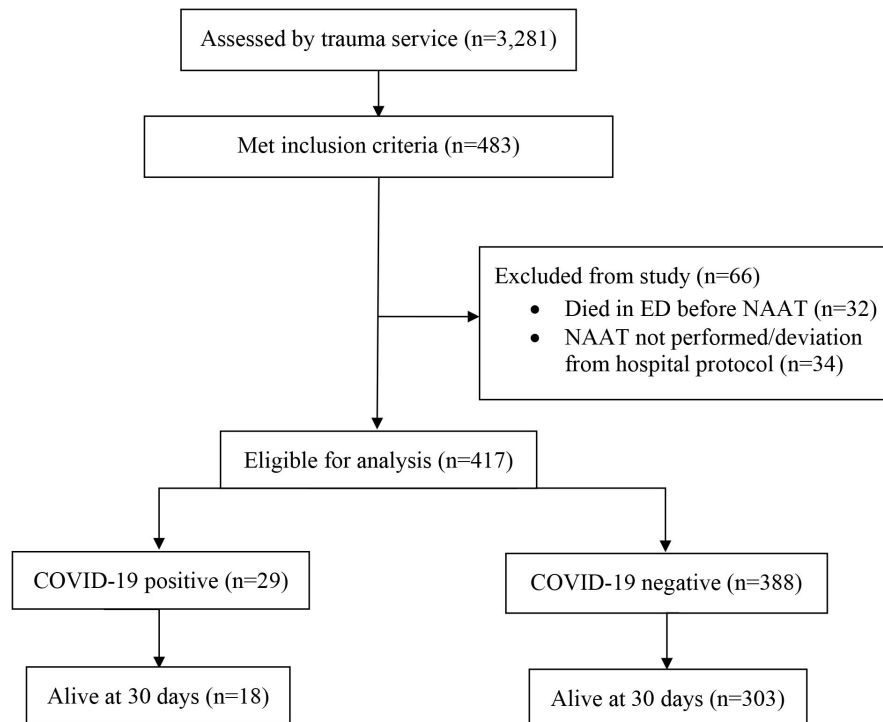 Assessed by trauma service (n=3,281)
Met inclusion criteria (n=483)
Excluded from study (n=66)
• Died in ED before NAAT (n=32)
• NAAT not performed/deviation
from hospital protocol (n=34)
Eligible for analysis (n=417)
COVID-19 positive (n=29)
COVID-19 negative (n=388)
Alive at 30 days (n=18)
Alive at 30 days (n=303)